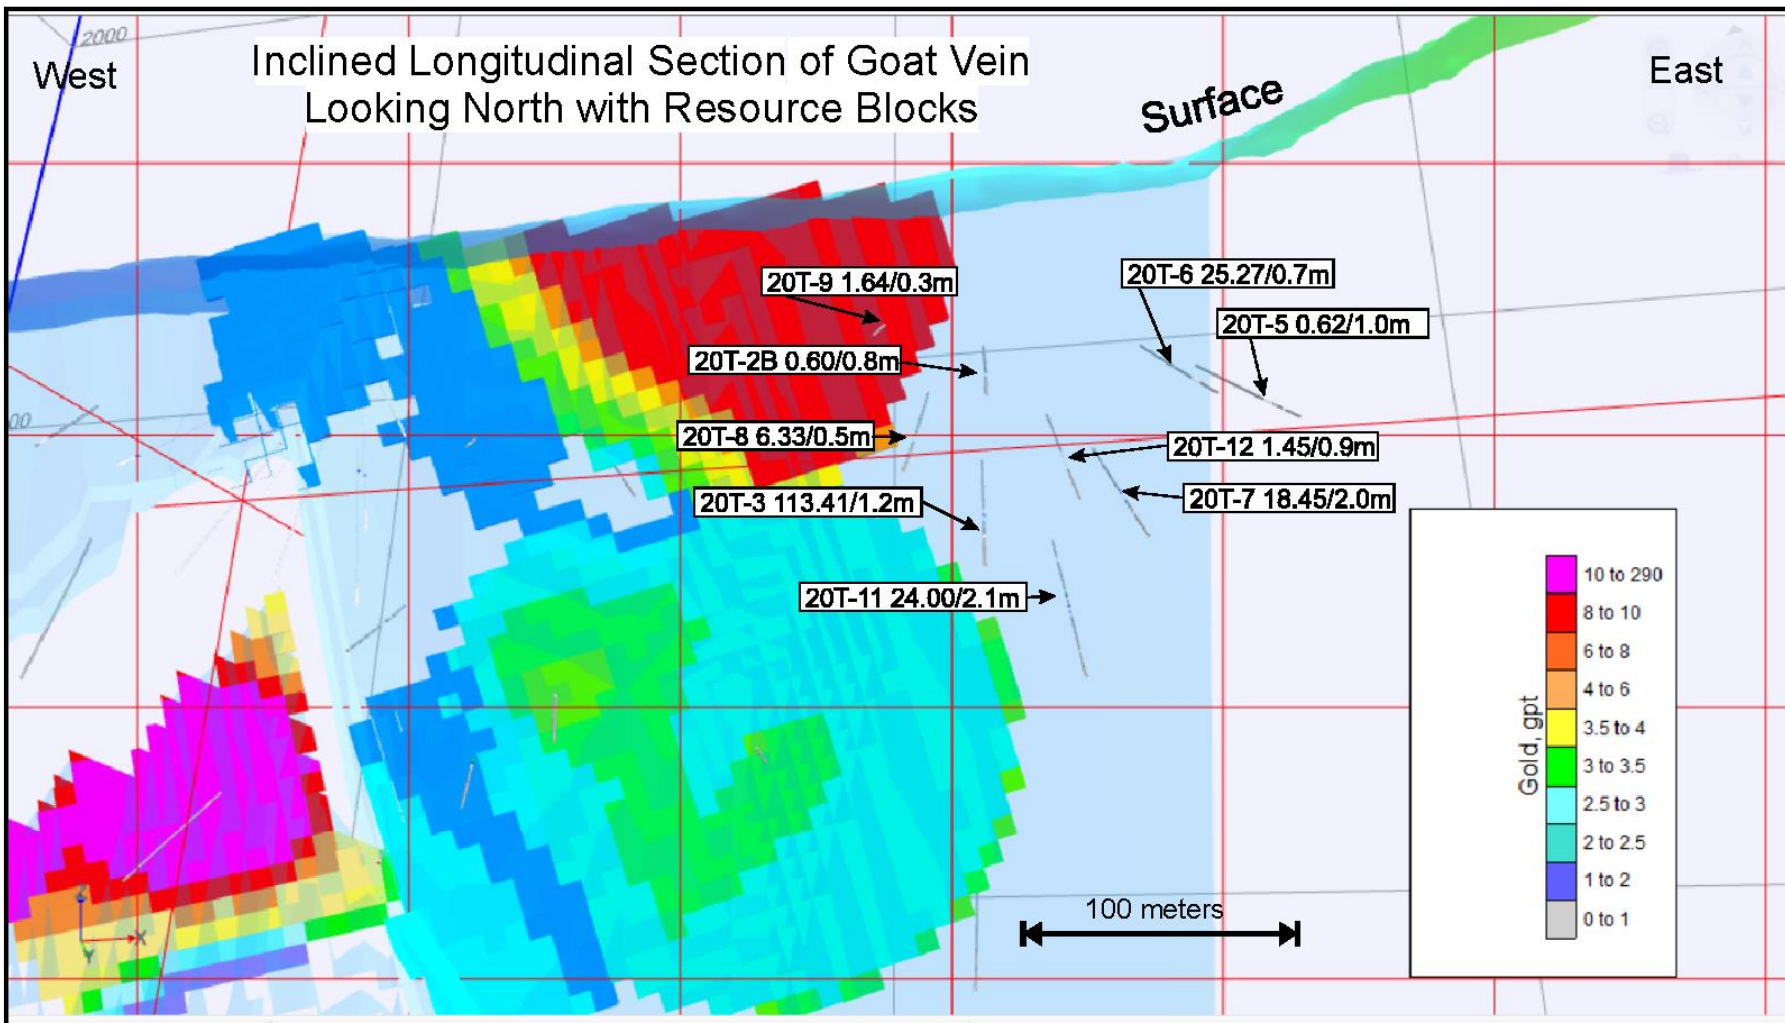 2000
West
Inclined Longitudinal Section of Goat Vein
Looking North with Resource Blocks
Surface
East
20T-9 1.64/0.3m
20T-6 25.27/0.7m
20T-5 0.62/1.0m
20T-2B 0.60/0.8m
00
20T-8 6.33/0.5m
20T-12 1.45/0.9m
20T-3 113.41/1.2m
20T-7 18.45/2.0m
20T-11 24.00/2.1m
Gold, gpt
10 to 290
8 to 10
6 to 8
4 to 6
3.5 to 4
3 to 3.5
2.5 to 3
2 to 2.5
1 to 2
0 to 1
100 meters
X
Y